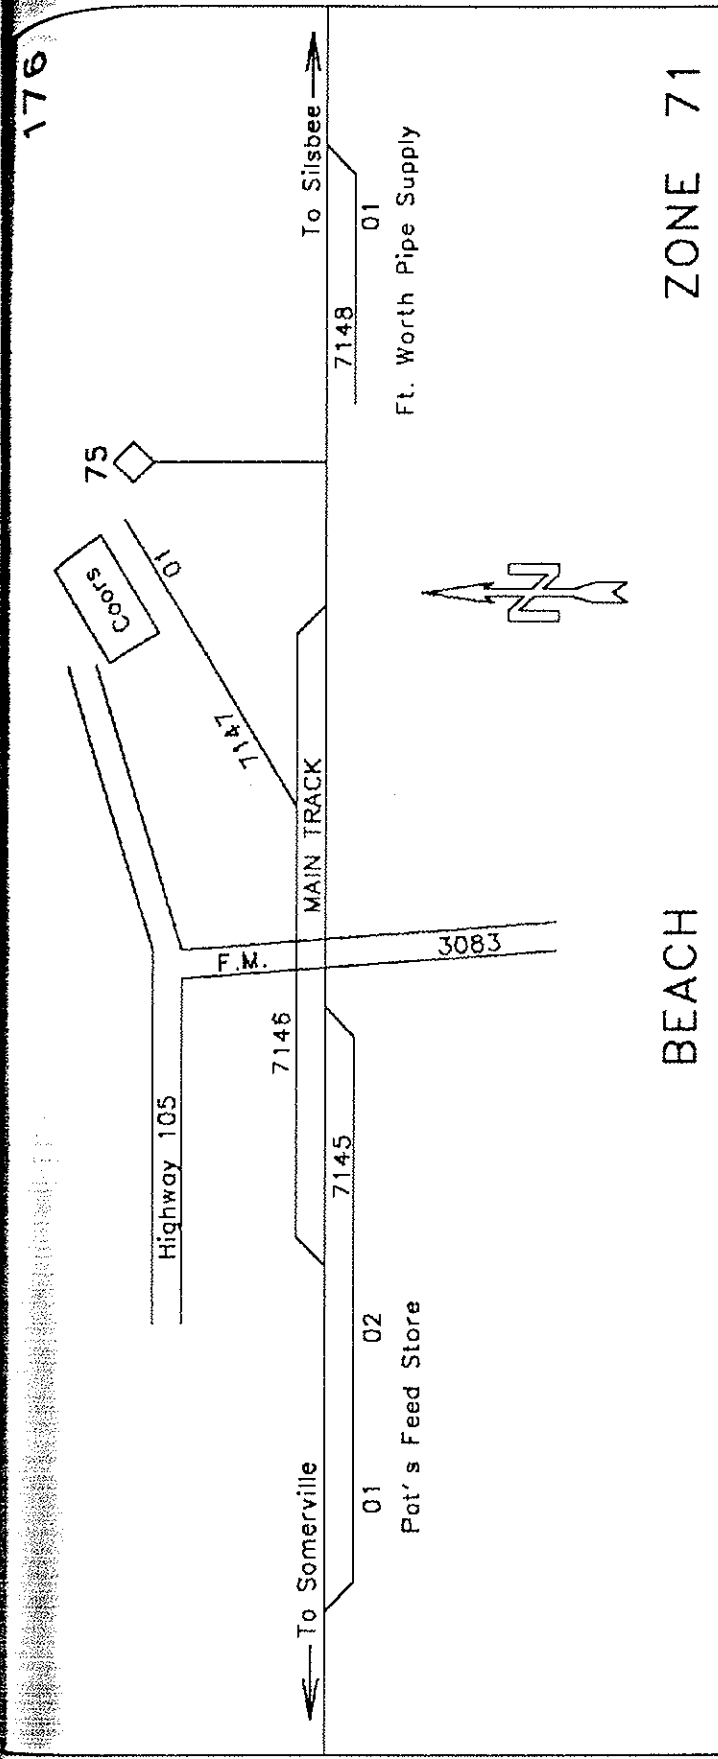 176
75
Coors
01
7147
Highway 105
F.M.
3083
7146
MAIN TRACK
To Somerville
To Silsbee
7145
7148
01
02
01
Pat's Feed Store
Ft. Worth Pipe Supply
N
BEACH
ZONE 71